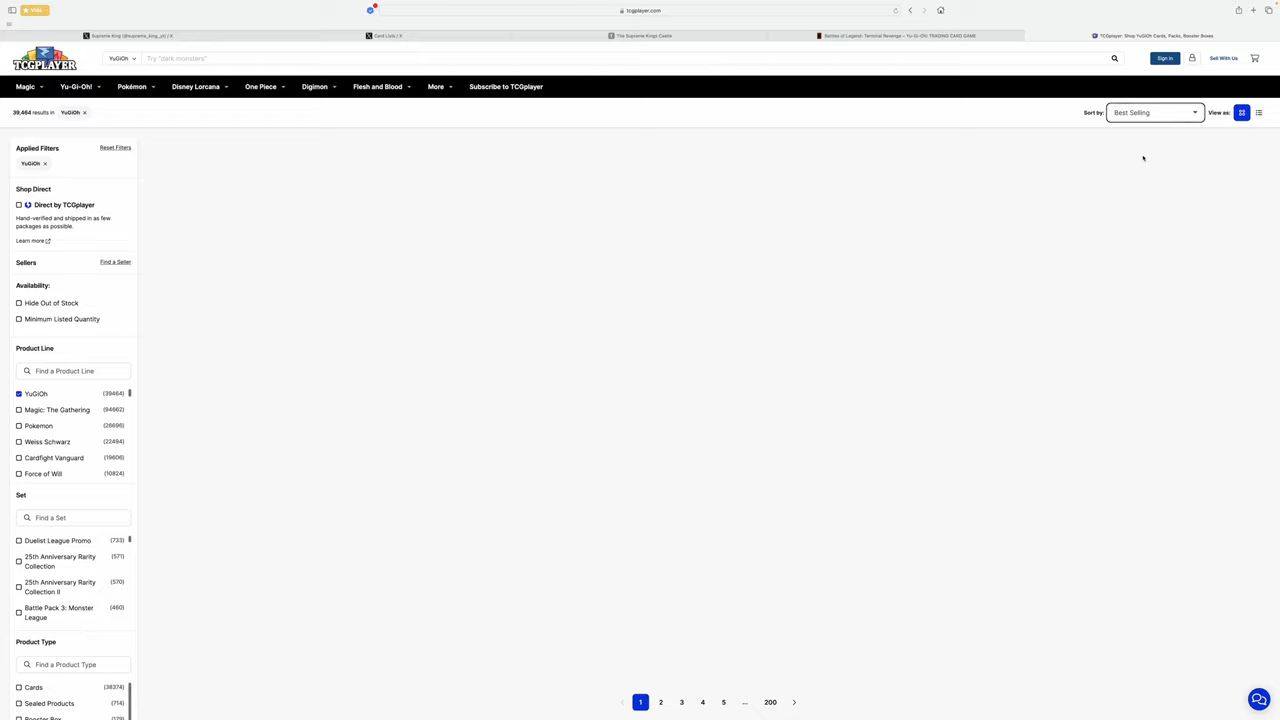 Vids
tcgplayer.com
Supreme King (@supreme_king_yt) / X
Card Lists / X
The Supreme Kings Castle
Battles of Legend: Terminal Revenge – Yu-Gi-Oh! TRADING CARD GAME
TCGplayer: Shop YuGiOh Cards, Packs, Booster Boxes
TCGPLAYER
YuGiOh
Try "dark monsters"
Sign In
Sell With Us
Magic
Yu-Gi-Oh!
Pokémon
Disney Lorcana
One Piece
Digimon
Flesh and Blood
More
Subscribe to TCGplayer
39,464 results in YuGiOh
Sort by: Best Selling
View as:
Applied Filters
Reset Filters
YuGiOh
Shop Direct
Direct by TCGplayer
Hand-verified and shipped in as few
packages as possible.
Learn more
Sellers
Find a Seller
Availability:
Hide Out of Stock
Minimum Listed Quantity
Product Line
Find a Product Line
YuGiOh (39464)
Magic: The Gathering (94662)
Pokemon (26696)
Weiss Schwarz (22494)
Cardfight Vanguard (19606)
Force of Will (10824)
Set
Find a Set
Duelist League Promo (733)
25th Anniversary Rarity (571)
Collection
25th Anniversary Rarity (570)
Collection II
Battle Pack 3: Monster (460)
League
Product Type
Find a Product Type
Cards (38374)
Sealed Products (714)
Booster Box (179)
1 2 3 4 5 ... 200